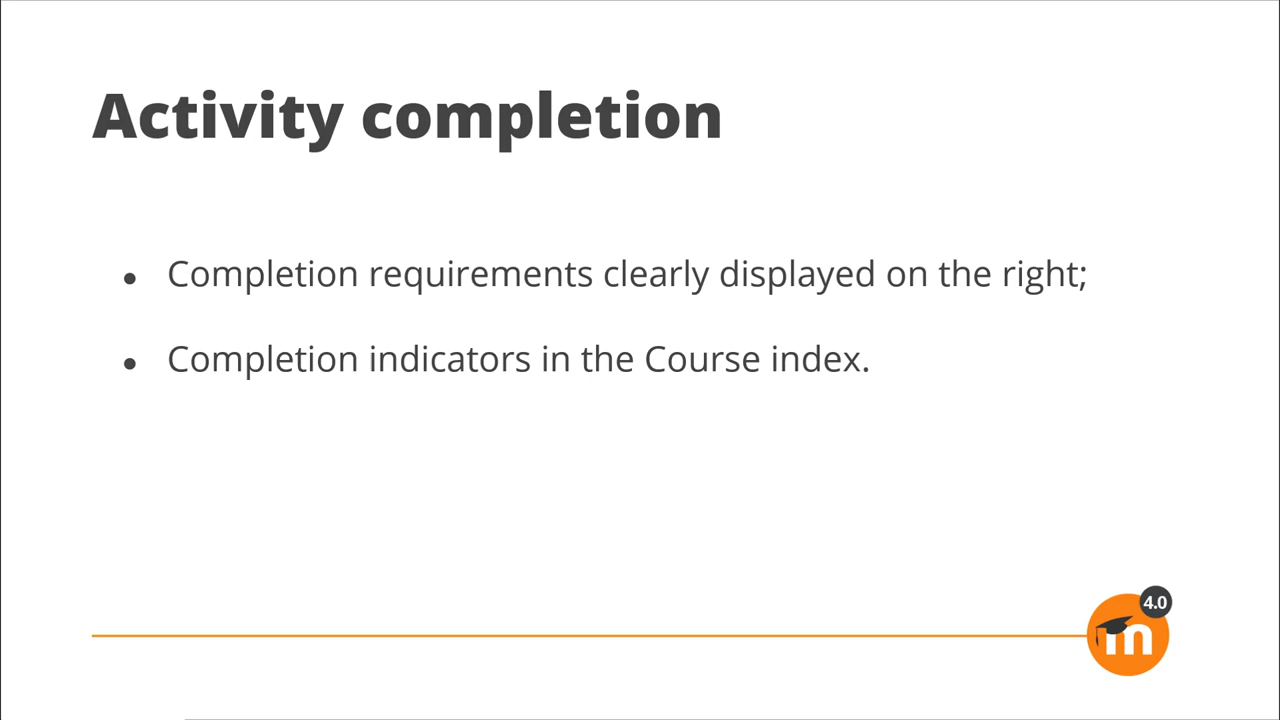 Activity completion
● Completion requirements clearly displayed on the right;
● Completion indicators in the Course index.
4.0
m